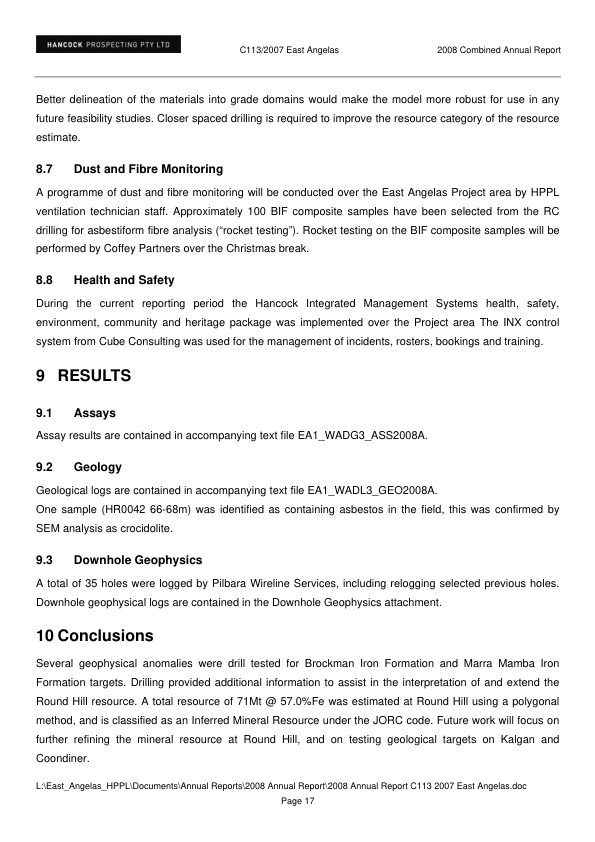 HANCOCK PROSPECTING PTY LTD
C113/2007 East Angelas
2008 Combined Annual Report
Better delineation of the materials into grade domains would make the model more robust for use in any
future feasibility studies. Closer spaced drilling is required to improve the resource category of the resource
estimate.
8.7 Dust and Fibre Monitoring
A programme of dust and fibre monitoring will be conducted over the East Angelas Project area by HPPL
ventilation technician staff. Approximately 100 BIF composite samples have been selected from the RC
drilling for asbestiform fibre analysis (“rocket testing”). Rocket testing on the BIF composite samples will be
performed by Coffey Partners over the Christmas break.
8.8 Health and Safety
During the current reporting period the Hancock Integrated Management Systems health, safety,
environment, community and heritage package was implemented over the Project area The INX control
system from Cube Consulting was used for the management of incidents, rosters, bookings and training.
9 RESULTS
9.1 Assays
Assay results are contained in accompanying text file EA1_WADG3_ASS2008A.
9.2 Geology
Geological logs are contained in accompanying text file EA1_WADL3_GEO2008A.
One sample (HR0042 66-68m) was identified as containing asbestos in the field, this was confirmed by
SEM analysis as crocidolite.
9.3 Downhole Geophysics
A total of 35 holes were logged by Pilbara Wireline Services, including relogging selected previous holes.
Downhole geophysical logs are contained in the Downhole Geophysics attachment.
10 Conclusions
Several geophysical anomalies were drill tested for Brockman Iron Formation and Marra Mamba Iron
Formation targets. Drilling provided additional information to assist in the interpretation of and extend the
Round Hill resource. A total resource of 71Mt @ 57.0%Fe was estimated at Round Hill using a polygonal
method, and is classified as an Inferred Mineral Resource under the JORC code. Future work will focus on
further refining the mineral resource at Round Hill, and on testing geological targets on Kalgan and
Coondiner.
L:\East_Angelas_HPPL\Documents\Annual Reports\2008 Annual Report\2008 Annual Report C113 2007 East Angelas.doc
Page 17